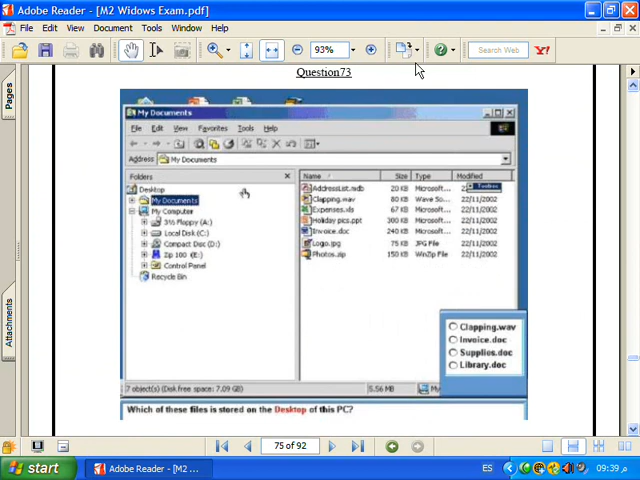 Adobe Reader - [M2 Widows Exam.pdf]
File Edit View Document Tools Window Help
93% Search Web Y!
Pages
Attachments
Question73
My Documents
File Edit View Favorites Tools Help
Address My Documents
Folders
Desktop
My Documents
My Computer
3½ Floppy (A:)
Local Disk (C:)
Compact Disc (D:)
Zip 100 (E:)
Control Panel
Recycle Bin
Name Size Type Modified
AddressList.mdb 20 KB Microsoft...
Clapping.wav 80 KB Wave So... 22/11/2002
Expenses.xls 30 KB Microsoft... 22/11/2002
Holiday pics.ppt 100 KB Microsoft... 22/11/2002
Invoice.doc 240 KB Microsoft... 22/11/2002
Logo.jpg 75 KB JPG File 22/11/2002
Photos.zip 150 KB WinZip File 22/11/2002
Clapping.wav
Invoice.doc
Supplies.doc
Library.doc
7 object(s) (Disk free space: 7.09 GB) 5.56 MB My
Which of these files is stored on the Desktop of this PC?
75 of 92
start Adobe Reader - [M2 ... ES 09:39 م